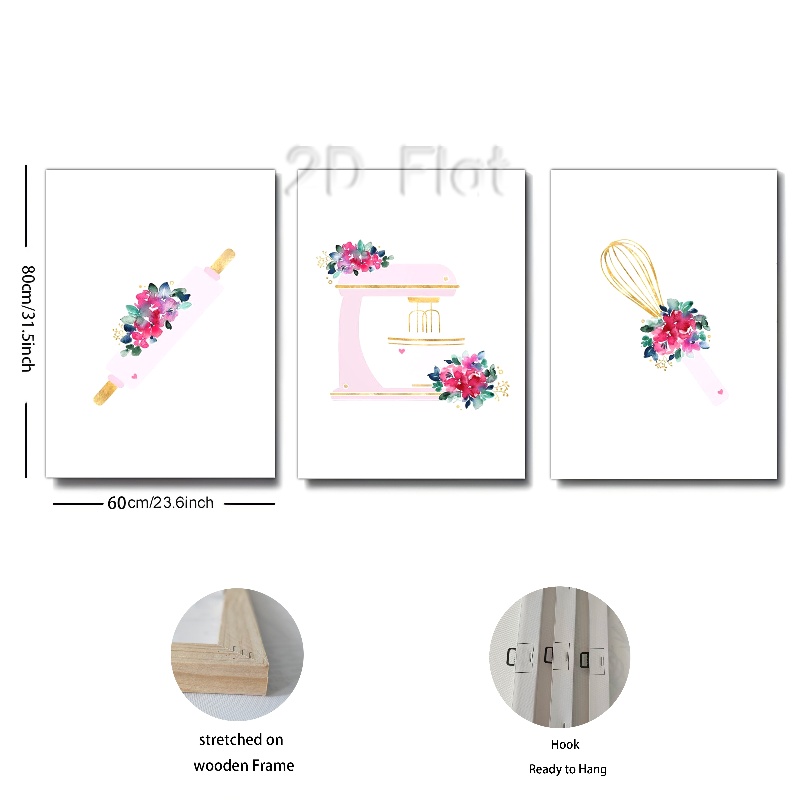 2D Flat
80cm/31.5inch
60cm/23.6inch
stretched on
wooden Frame
Hook
Ready to Hang